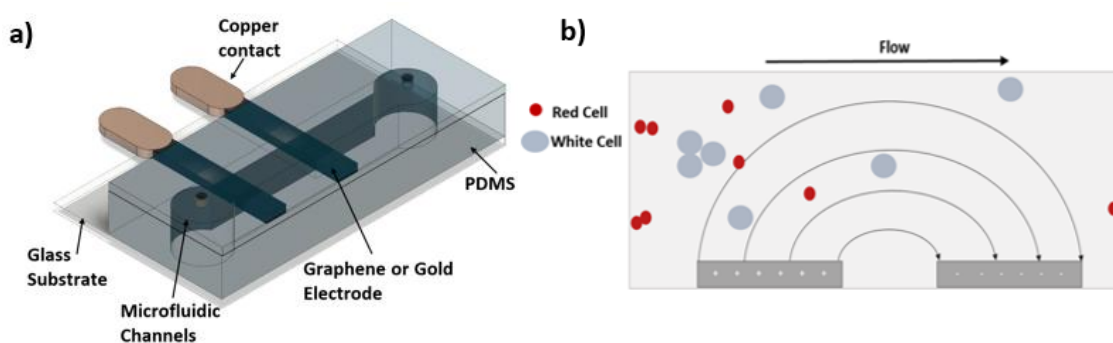 a)
Copper
contact
PDMS
Glass
Substrate
Graphene or Gold
Electrode
Microfluidic
Channels
b)
Flow
Red Cell
White Cell